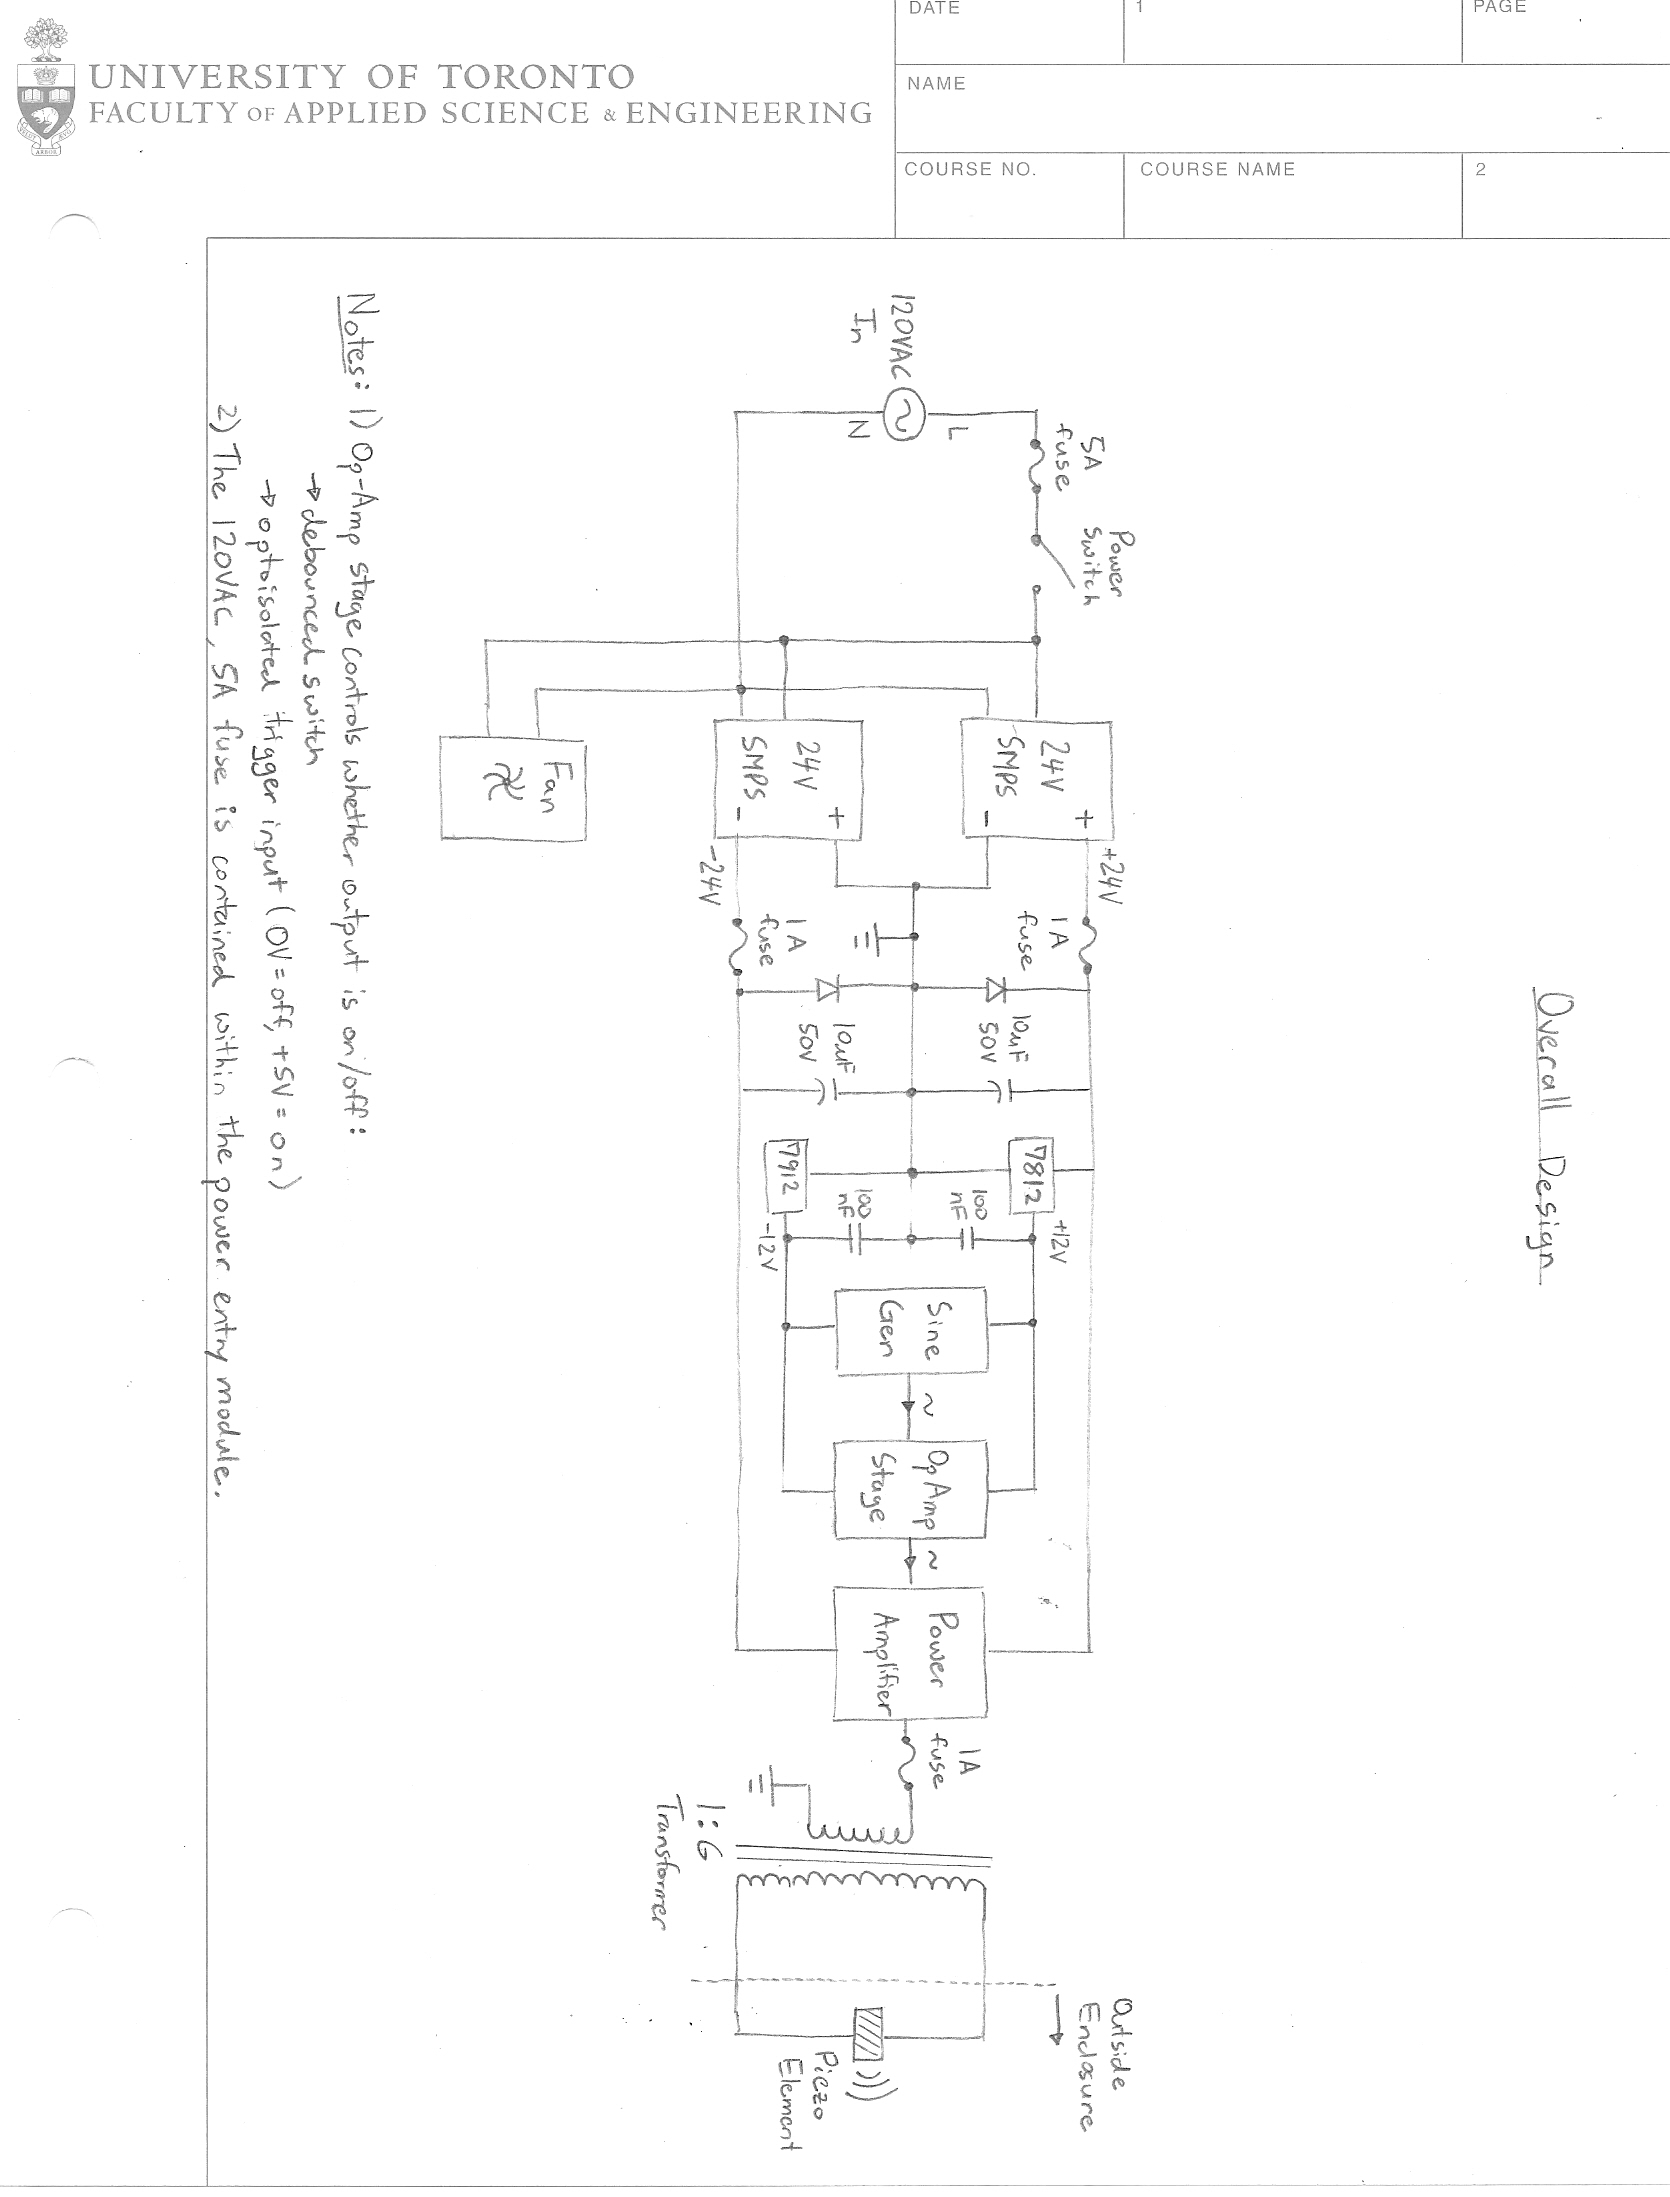 UNIVERSITY OF TORONTO
FACULTY OF APPLIED SCIENCE & ENGINEERING
DATE
1
PAGE
NAME
COURSE NO.
COURSE NAME
2
Overall Design
120VAC
In
L
N
5A
fuse
Power
Switch
24V
SMPS
+
-
24V
SMPS
+
-
Fan
+24V
-24V
1A
fuse
1A
fuse
10uF
50V
10uF
50V
7812
7912
100
nF
100
nF
+12V
-12V
Sine
Gen
~
OpAmp
Stage
~
Power
Amplifier
1A
fuse
1:6
Transformer
Outside
Enclosure
Piezo
Element
Notes: 1) Op-Amp stage controls whether output is on/off:
→ debounced switch
→ optoisolated trigger input (0V = off, +5V = on)
2) The 120VAC, 5A fuse is contained within the power entry module.